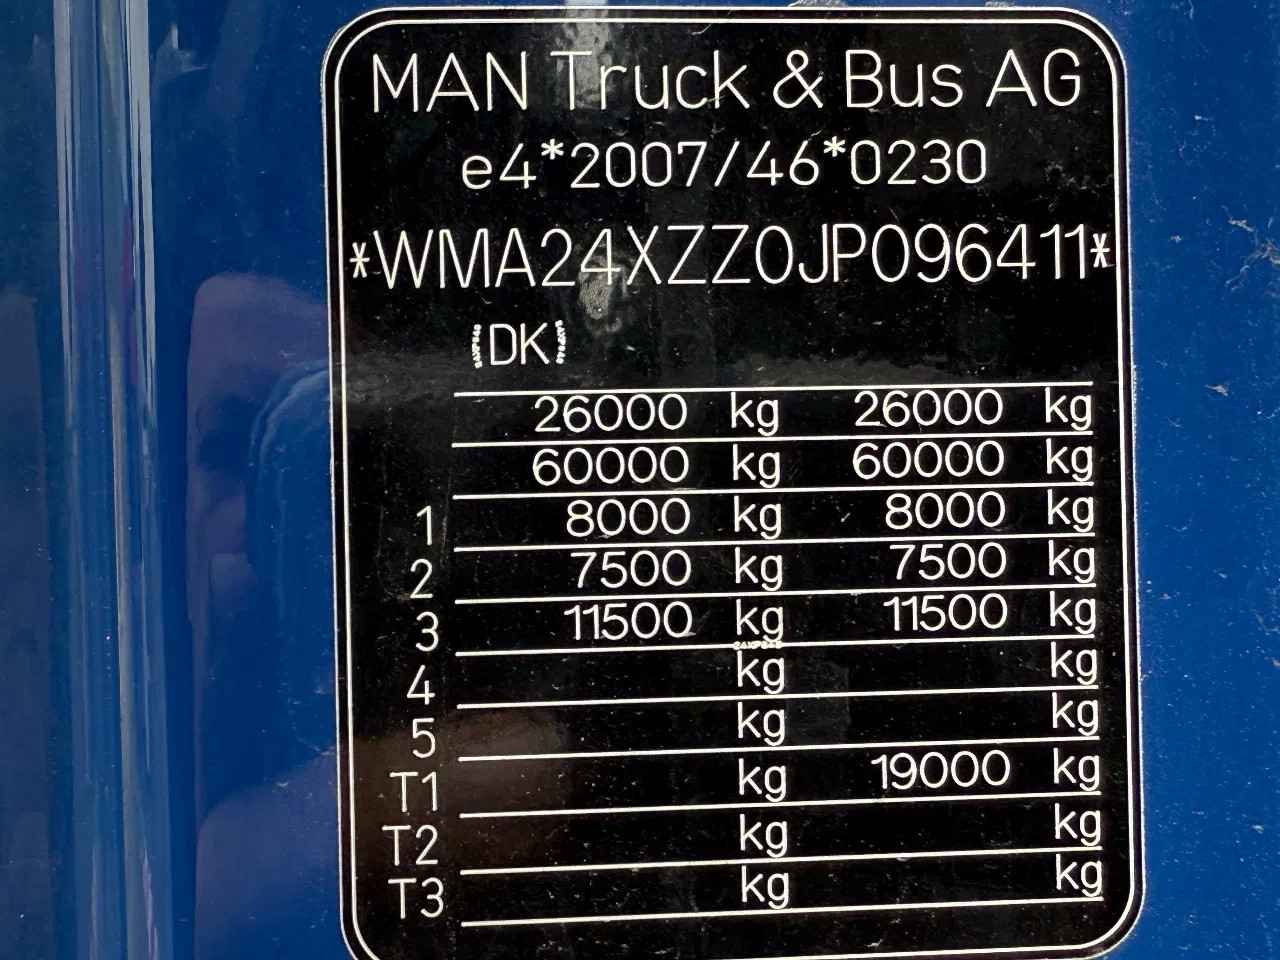 MAN Truck & Bus AG
e4*2007/46*0230
*WMA24XZZ0JP096411*
DK
26000 kg 26000 kg
60000 kg 60000 kg
1 8000 kg 8000 kg
2 7500 kg 7500 kg
3 11500 kg 11500 kg
4 kg kg
5 kg kg
T1 kg 19000 kg
T2 kg kg
T3 kg kg